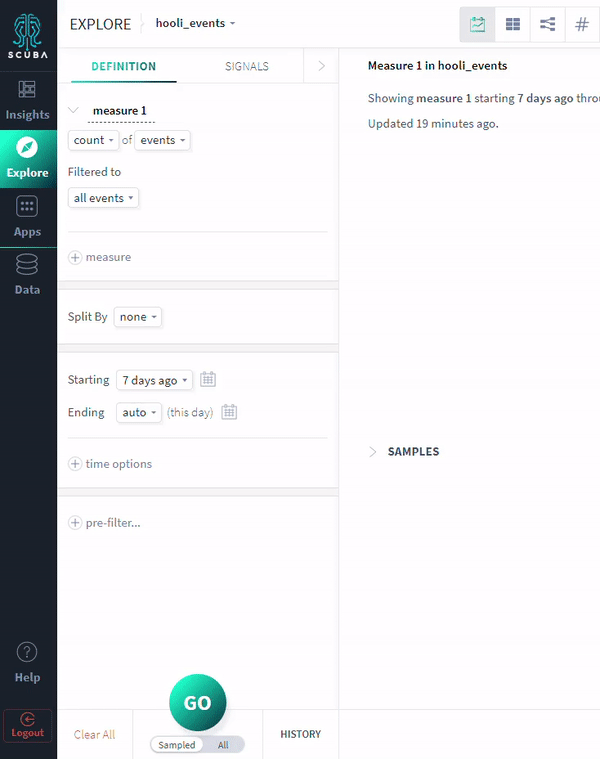 SCUBA
Insights
Explore
Apps
Data
Help
Logout
EXPLORE hooli_events
DEFINITION SIGNALS
measure 1
count of events
Filtered to
all events
measure
Split By none
Starting 7 days ago
Ending auto (this day)
time options
pre-filter...
GO
Clear All
Sampled All
HISTORY
#
Measure 1 in hooli_events
Showing measure 1 starting 7 days ago throu
Updated 19 minutes ago.
SAMPLES